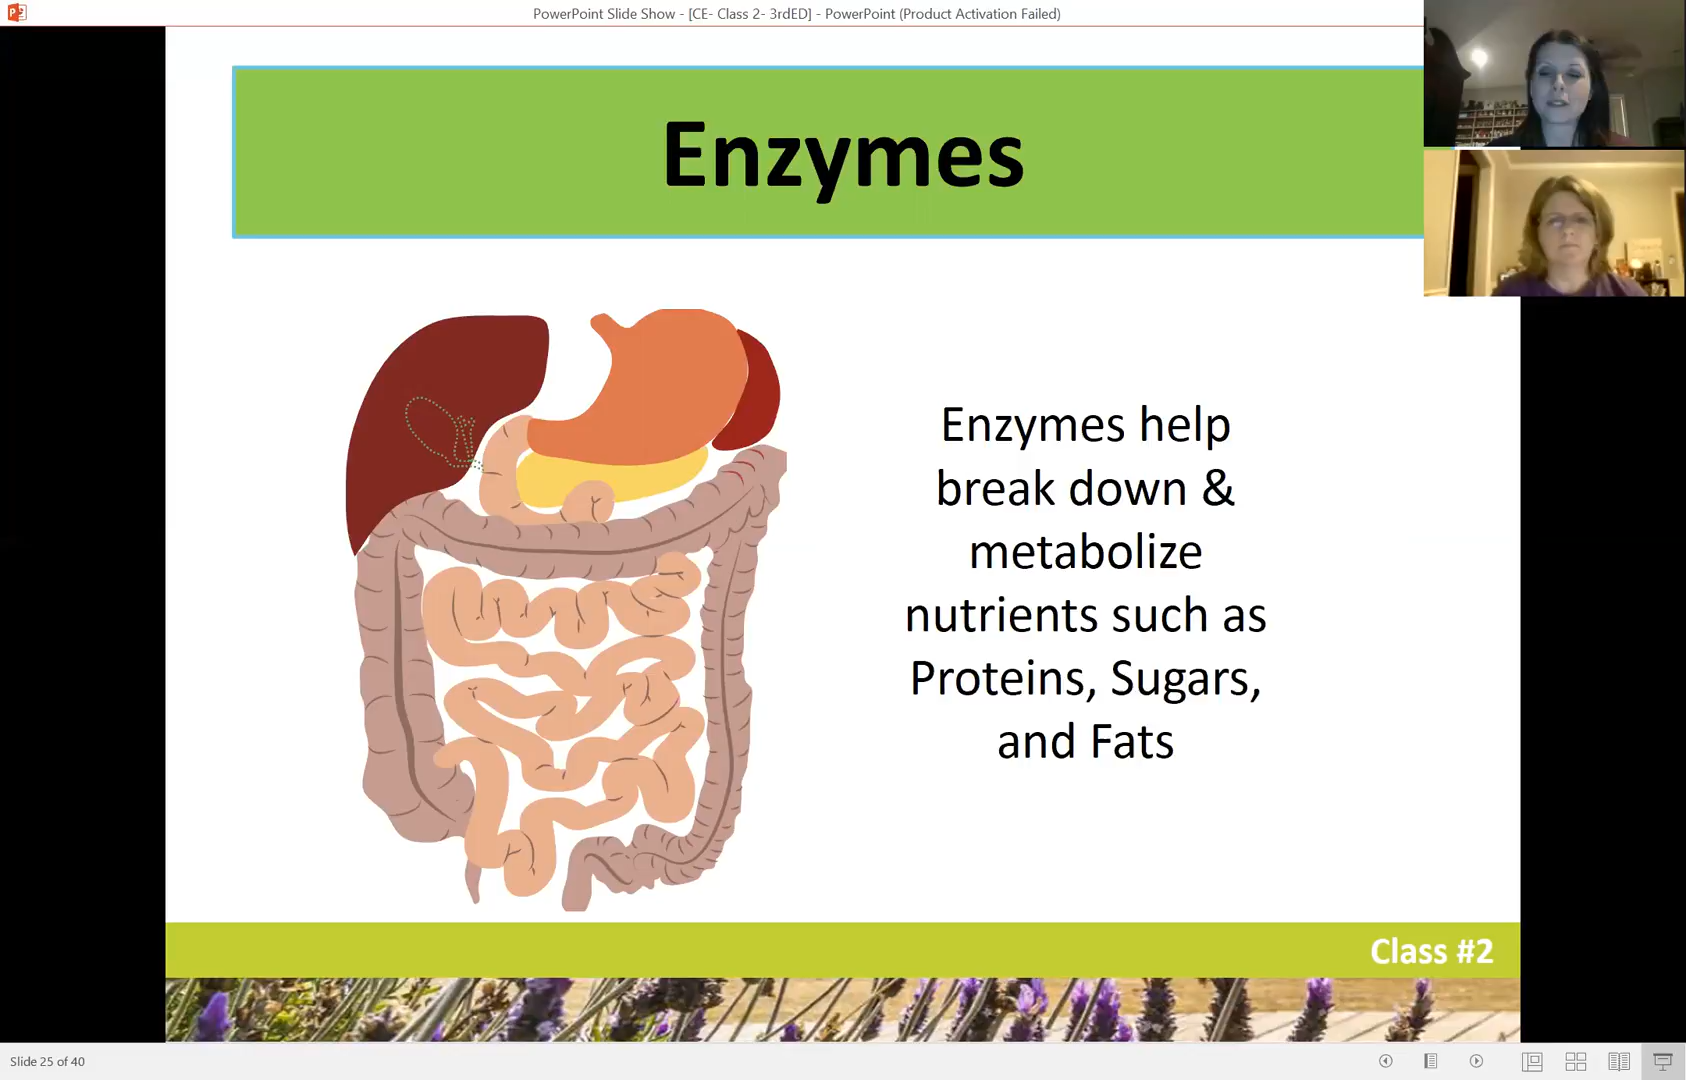 PowerPoint Slide Show - [CE- Class 2- 3rdED] - PowerPoint (Product Activation Failed)
Enzymes
Enzymes help
break down &
metabolize
nutrients such as
Proteins, Sugars,
and Fats
Class #2
Slide 25 of 40